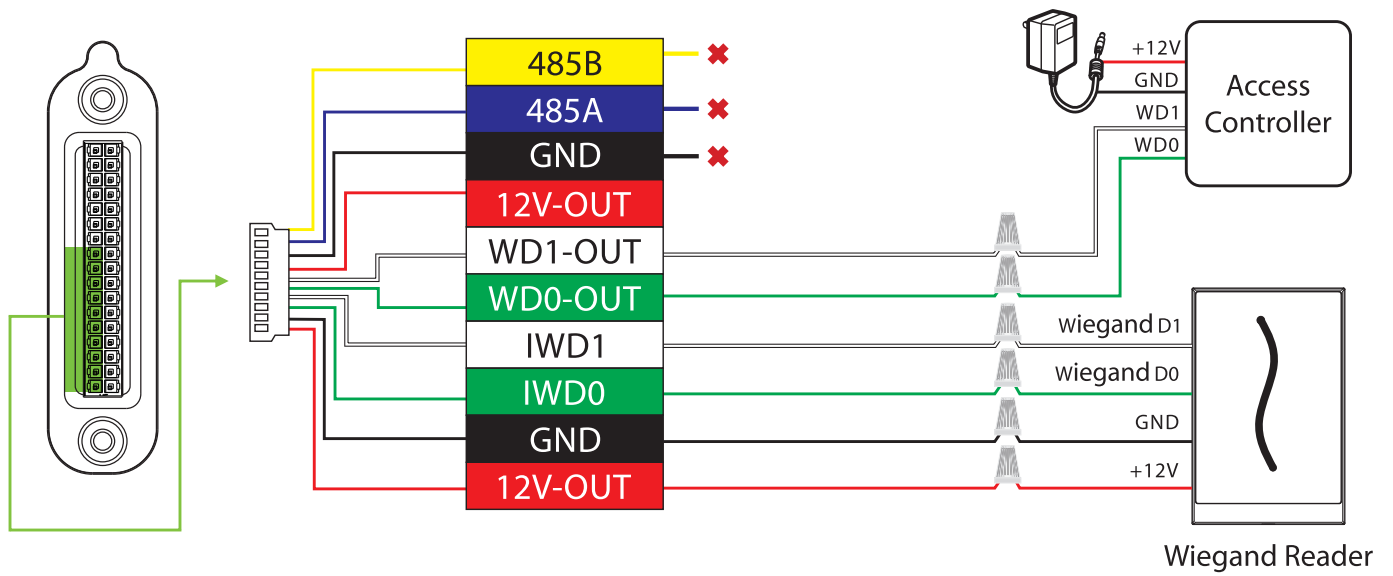 485B
485A
GND
12V-OUT
WD1-OUT
WD0-OUT
IWD1
IWD0
GND
12V-OUT
+12V
GND
WD1
WD0
Access
Controller
Wiegand D1
Wiegand D0
GND
+12V
Wiegand Reader